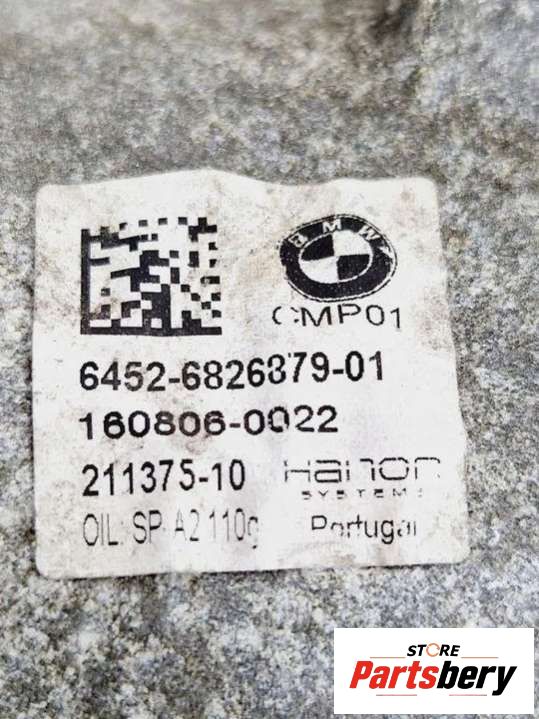 BMW
CMP01
6452-6826879-01
160806-0022
211375-10 Hanon
SYSTEMS
OIL: SP-A2 110g Portugal
STORE
Partsbery